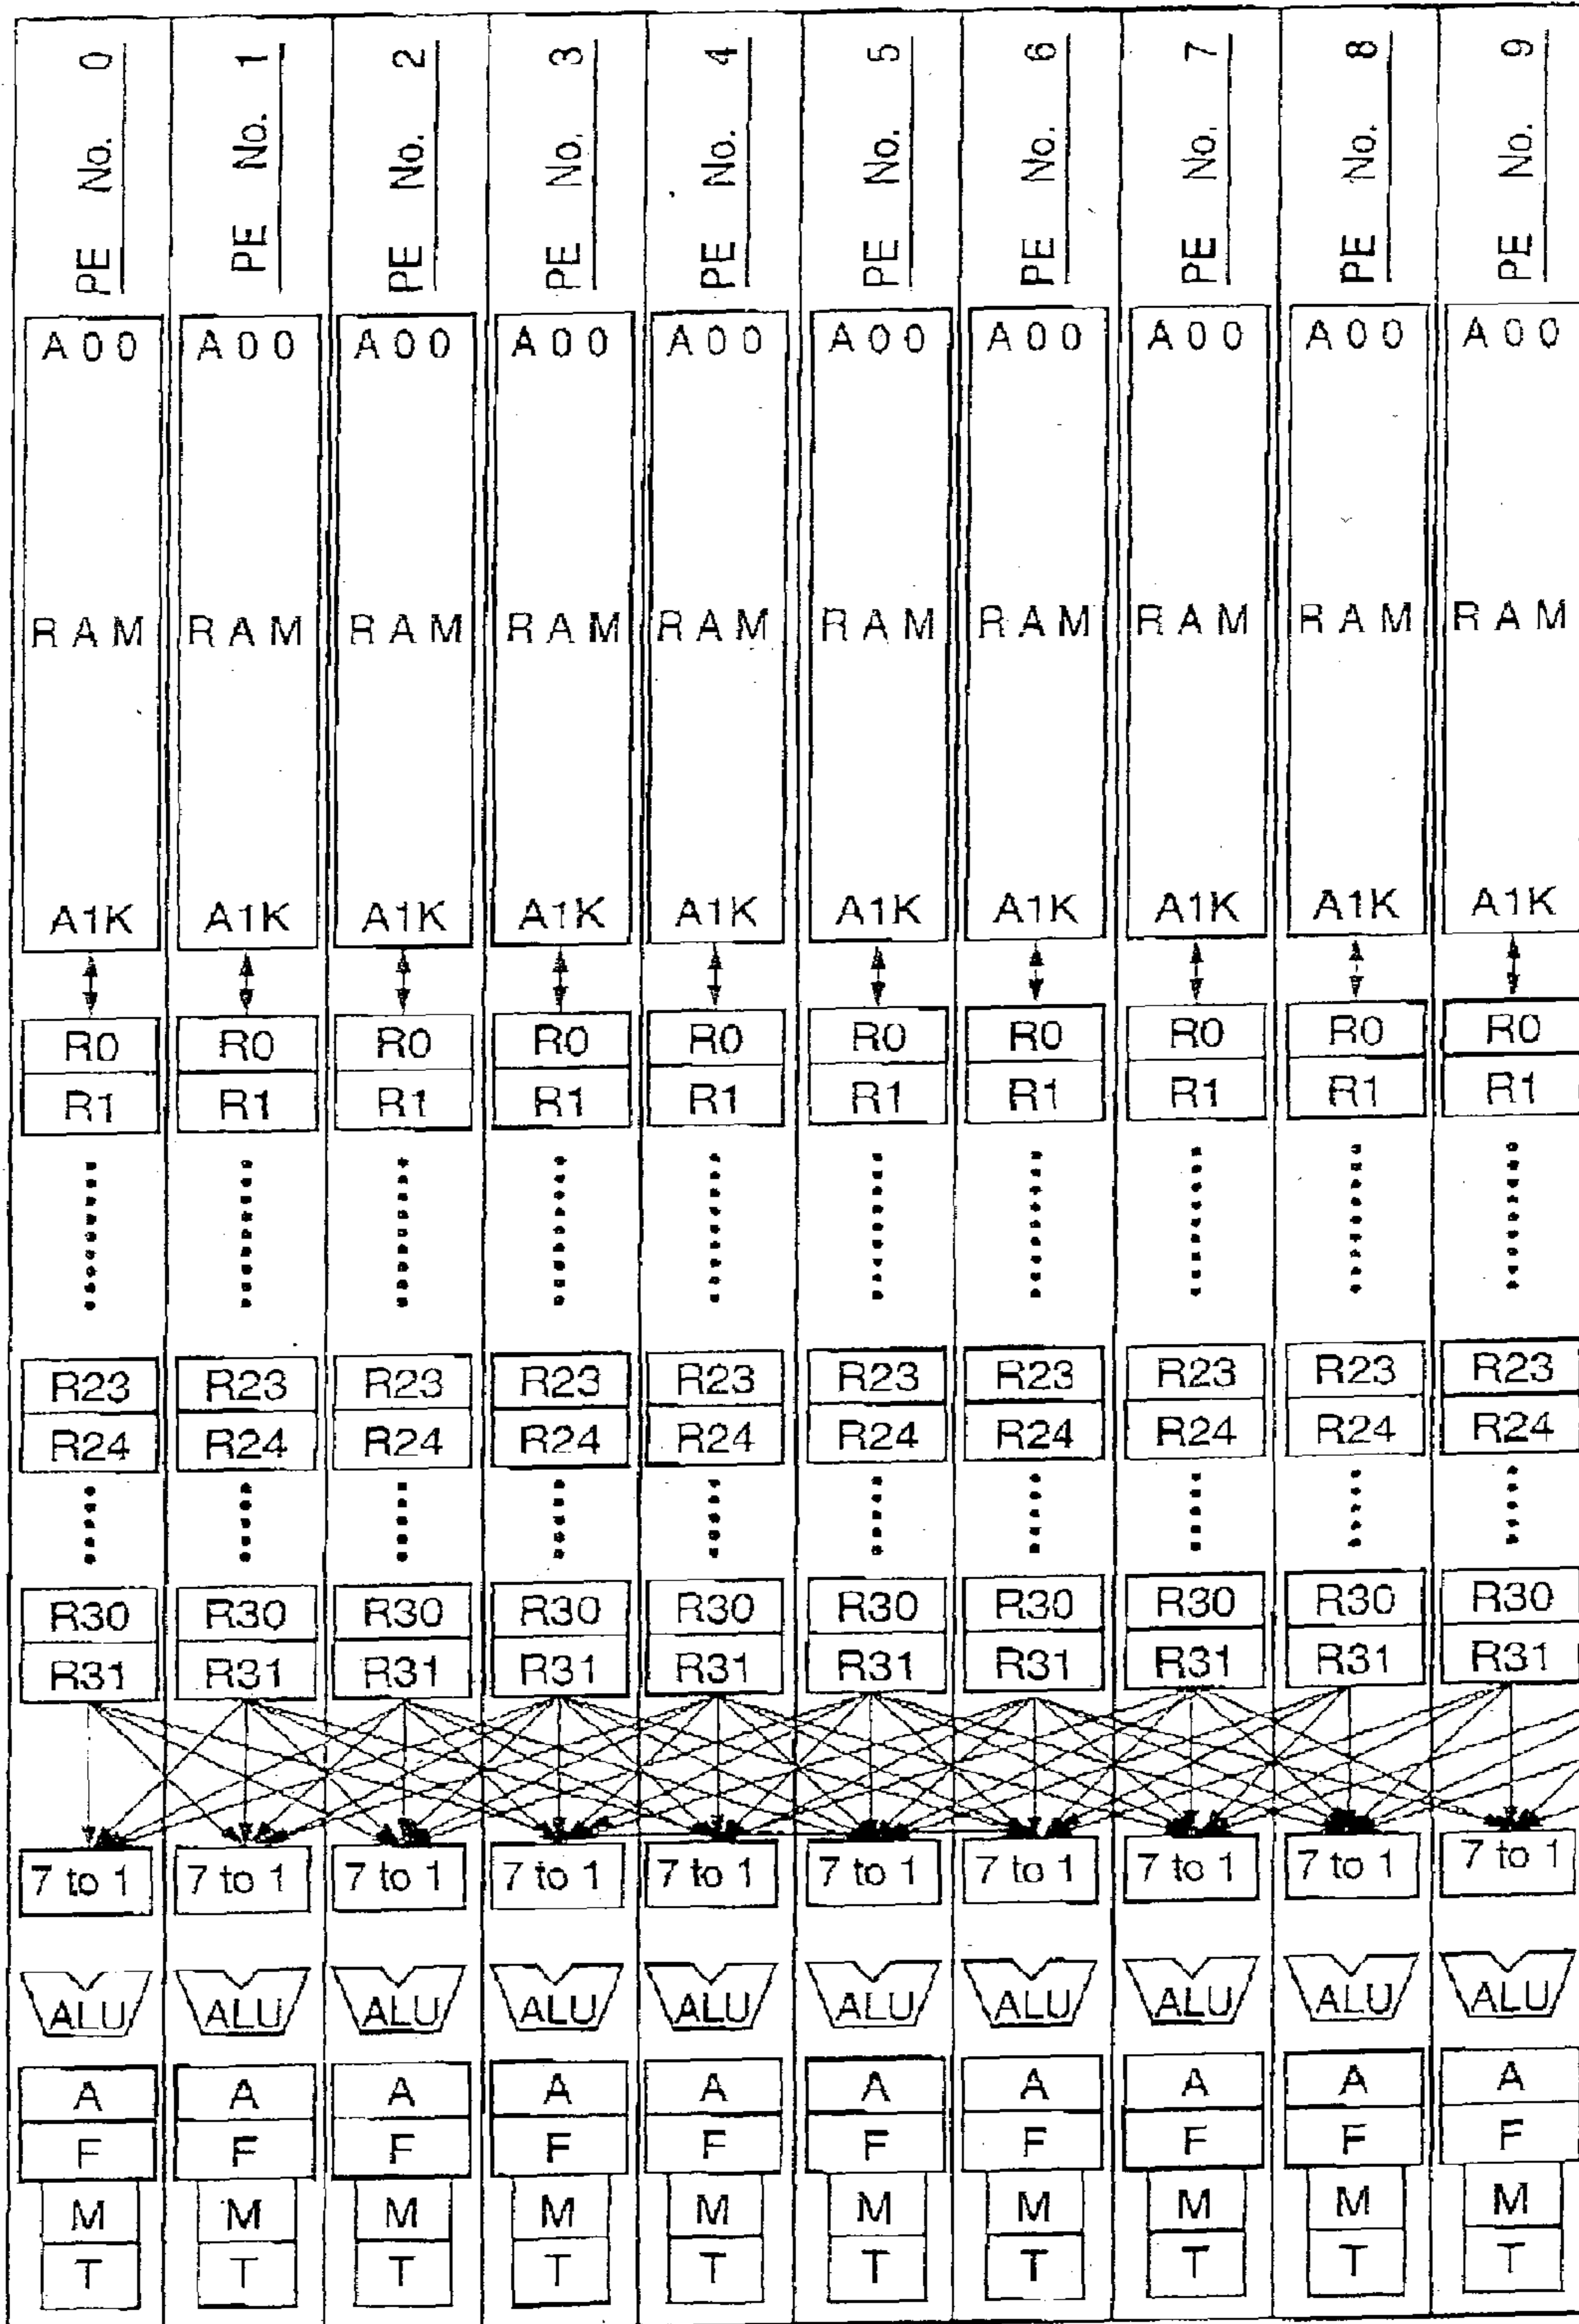 PE No. 0 PE No. 1 PE No. 2 PE No. 3 PE No. 4 PE No. 5 PE No. 6 PE No. 7 PE No. 8 PE No. 9
A00 A00 A00 A00 A00 A00 A00 A00 A00 A00
RAM RAM RAM RAM RAM RAM RAM RAM RAM RAM
A1K A1K A1K A1K A1K A1K A1K A1K A1K A1K
R0 R0 R0 R0 R0 R0 R0 R0 R0 R0
R1 R1 R1 R1 R1 R1 R1 R1 R1 R1
R23 R23 R23 R23 R23 R23 R23 R23 R23 R23
R24 R24 R24 R24 R24 R24 R24 R24 R24 R24
R30 R30 R30 R30 R30 R30 R30 R30 R30 R30
R31 R31 R31 R31 R31 R31 R31 R31 R31 R31
7 to 1 7 to 1 7 to 1 7 to 1 7 to 1 7 to 1 7 to 1 7 to 1 7 to 1 7 to 1
ALU ALU ALU ALU ALU ALU ALU ALU ALU ALU
A A A A A A A A A A
F F F F F F F F F F
M M M M M M M M M M
T T T T T T T T T T